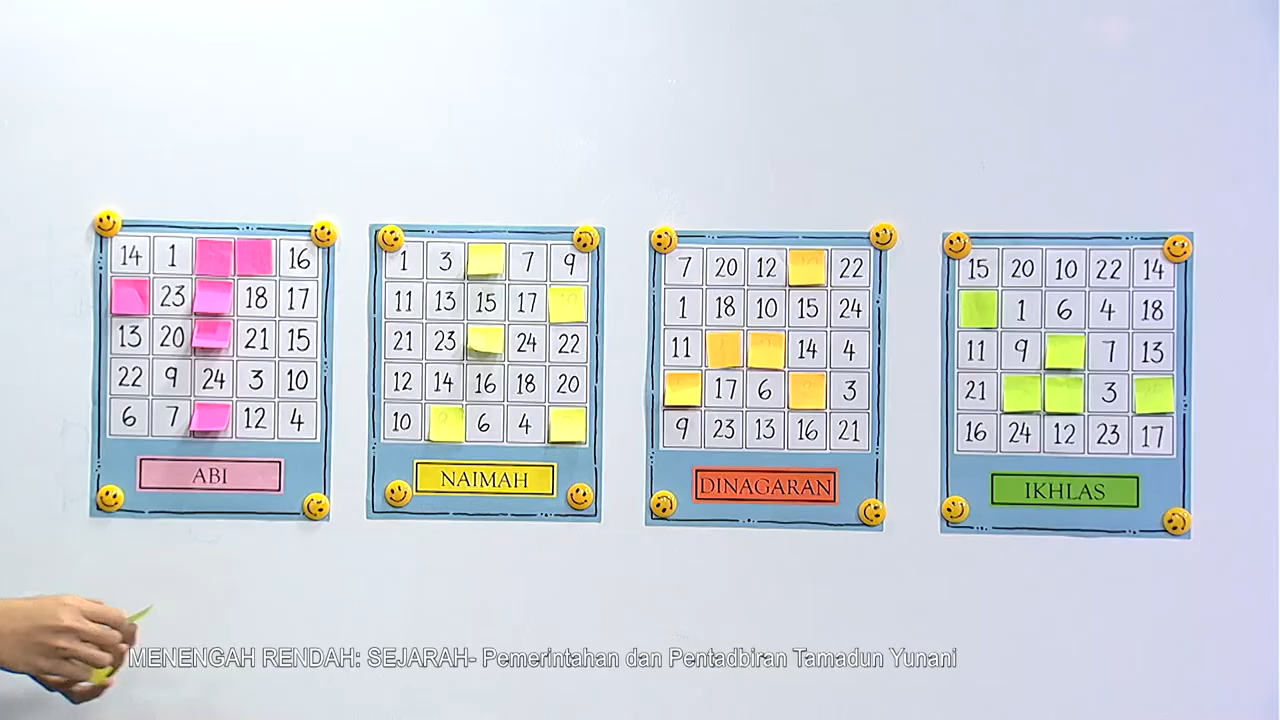 14 1 16
23 18 17
13 20 21 15
22 9 24 3 10
6 7 12 4
ABI
1 3 7 9
11 13 15 17
21 23 24 22
12 14 16 18 20
10 6 4
NAIMAH
7 20 12 22
1 18 10 15 24
11 14 4
17 6 3
9 23 13 16 21
DINAGARAN
15 20 10 22 14
1 6 4 18
11 9 7 13
21 3
16 24 12 23 17
IKHLAS
MENENGAH RENDAH: SEJARAH- Pemerintahan dan Pentadbiran Tamadun Yunani